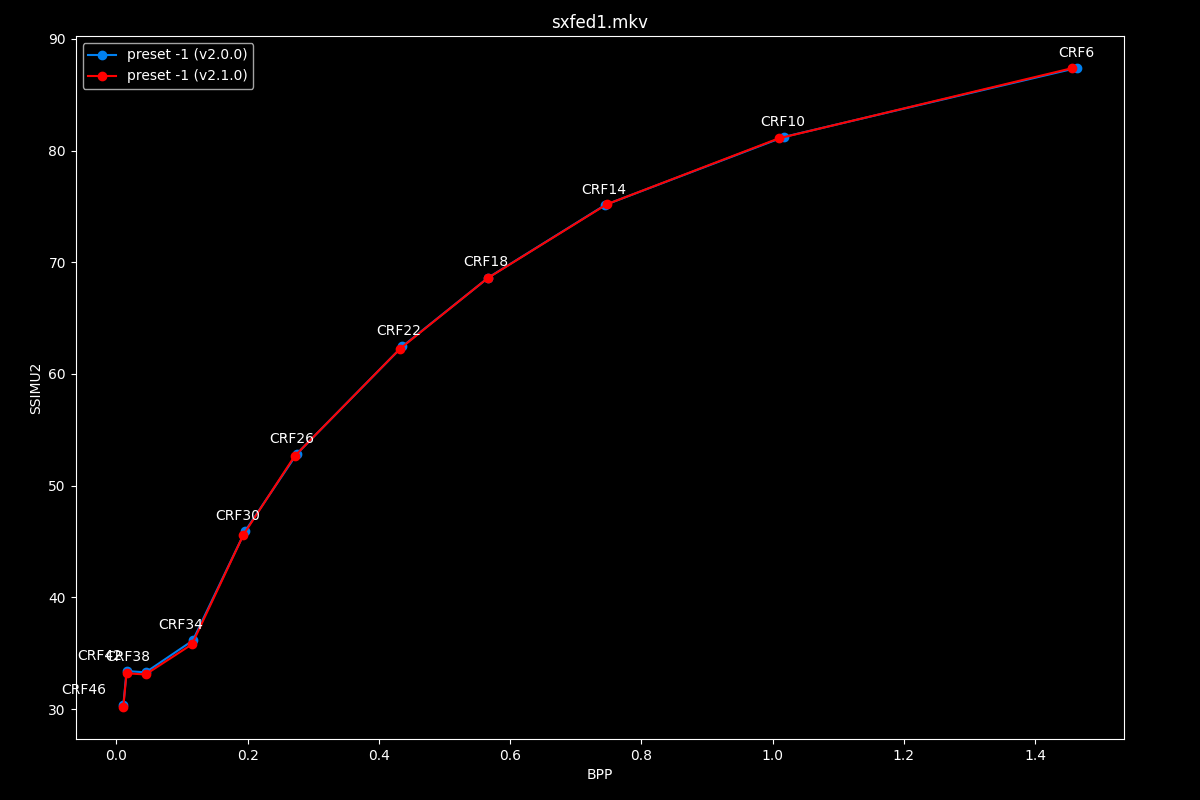 sxfed1.mkv
preset -1 (v2.0.0)
preset -1 (v2.1.0)
90
80
70
60
50
40
30
SSIMU2
CRF6
CRF10
CRF14
CRF18
CRF22
CRF26
CRF30
CRF34
CRF42
CRF38
CRF46
0.0 0.2 0.4 0.6 0.8 1.0 1.2 1.4
BPP